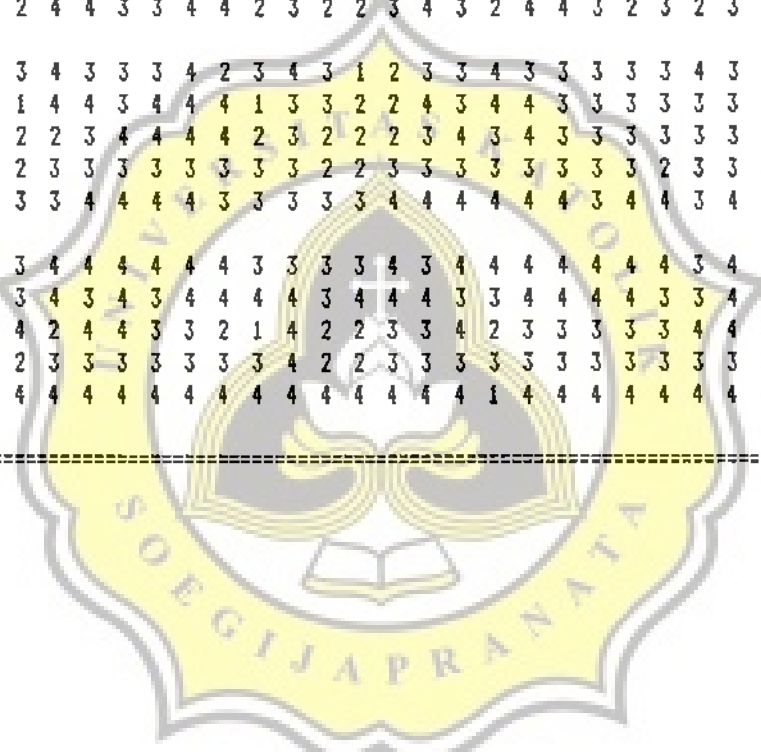 2 4 4 3 3 4 4 2 3 2 2 3 4 3 2 4 4 3 2 3 2 3
3 4 3 3 3 4 2 3 4 3 1 2 3 3 4 3 3 3 3 3 4 3
1 4 4 3 4 4 4 1 3 3 2 2 4 3 4 4 3 3 3 3 3 3
2 2 3 4 4 4 4 2 3 2 2 2 3 4 3 4 3 3 3 3 3 3
2 3 3 3 3 3 3 3 3 2 2 3 3 3 3 3 3 3 3 2 3 3
3 3 4 4 4 4 3 3 3 3 3 4 4 4 4 4 4 3 4 4 3 4
3 4 4 4 4 4 4 3 3 3 3 4 3 4 4 4 4 4 4 4 3 4
3 4 3 4 3 4 4 4 4 3 4 4 4 3 3 4 4 4 4 3 3 4
4 2 4 4 3 3 2 1 4 2 2 3 3 4 2 3 3 3 3 3 4 4
2 3 3 3 3 3 3 3 4 2 2 3 3 3 3 3 3 3 3 3 3 3
4 4 4 4 4 4 4 4 4 4 4 4 4 4 1 4 4 4 4 4 4 4
UNIVERSITAS KATOLIK
SOEGIJAPRANATA